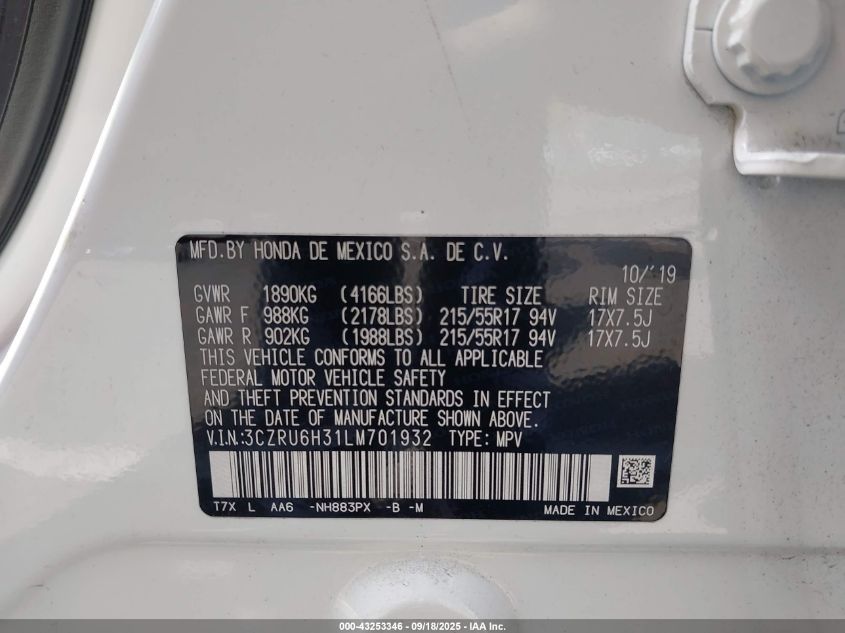 MFD.BY HONDA DE MEXICO S.A. DE C.V.
10/'19
GVWR 1890KG (4166LBS) TIRE SIZE RIM SIZE
GAWR F 988KG (2178LBS) 215/55R17 94V 17X7.5J
GAWR R 902KG (1988LBS) 215/55R17 94V 17X7.5J
THIS VEHICLE CONFORMS TO ALL APPLICABLE
FEDERAL MOTOR VEHICLE SAFETY
AND THEFT PREVENTION STANDARDS IN EFFECT
ON THE DATE OF MANUFACTURE SHOWN ABOVE.
V.I.N:3CZRU6H31LM701932 TYPE: MPV
T7X L AA6 -NH883PX -B -M MADE IN MEXICO
000-43253346 - 09/18/2025 - IAA Inc.